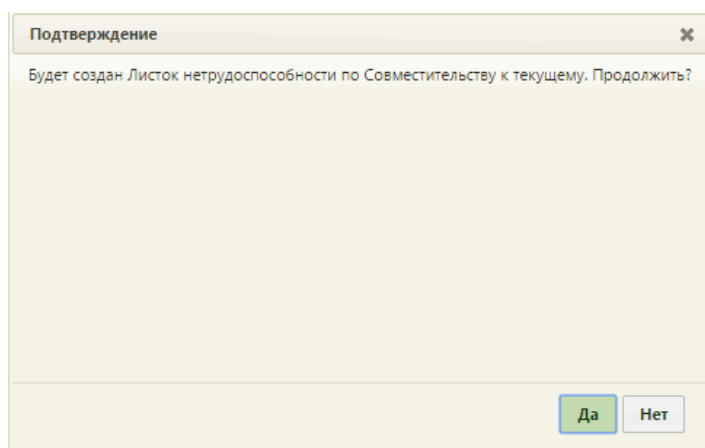 Подтверждение
Будет создан Листок нетрудоспособности по Совместительству к текущему. Продолжить?
Да Нет